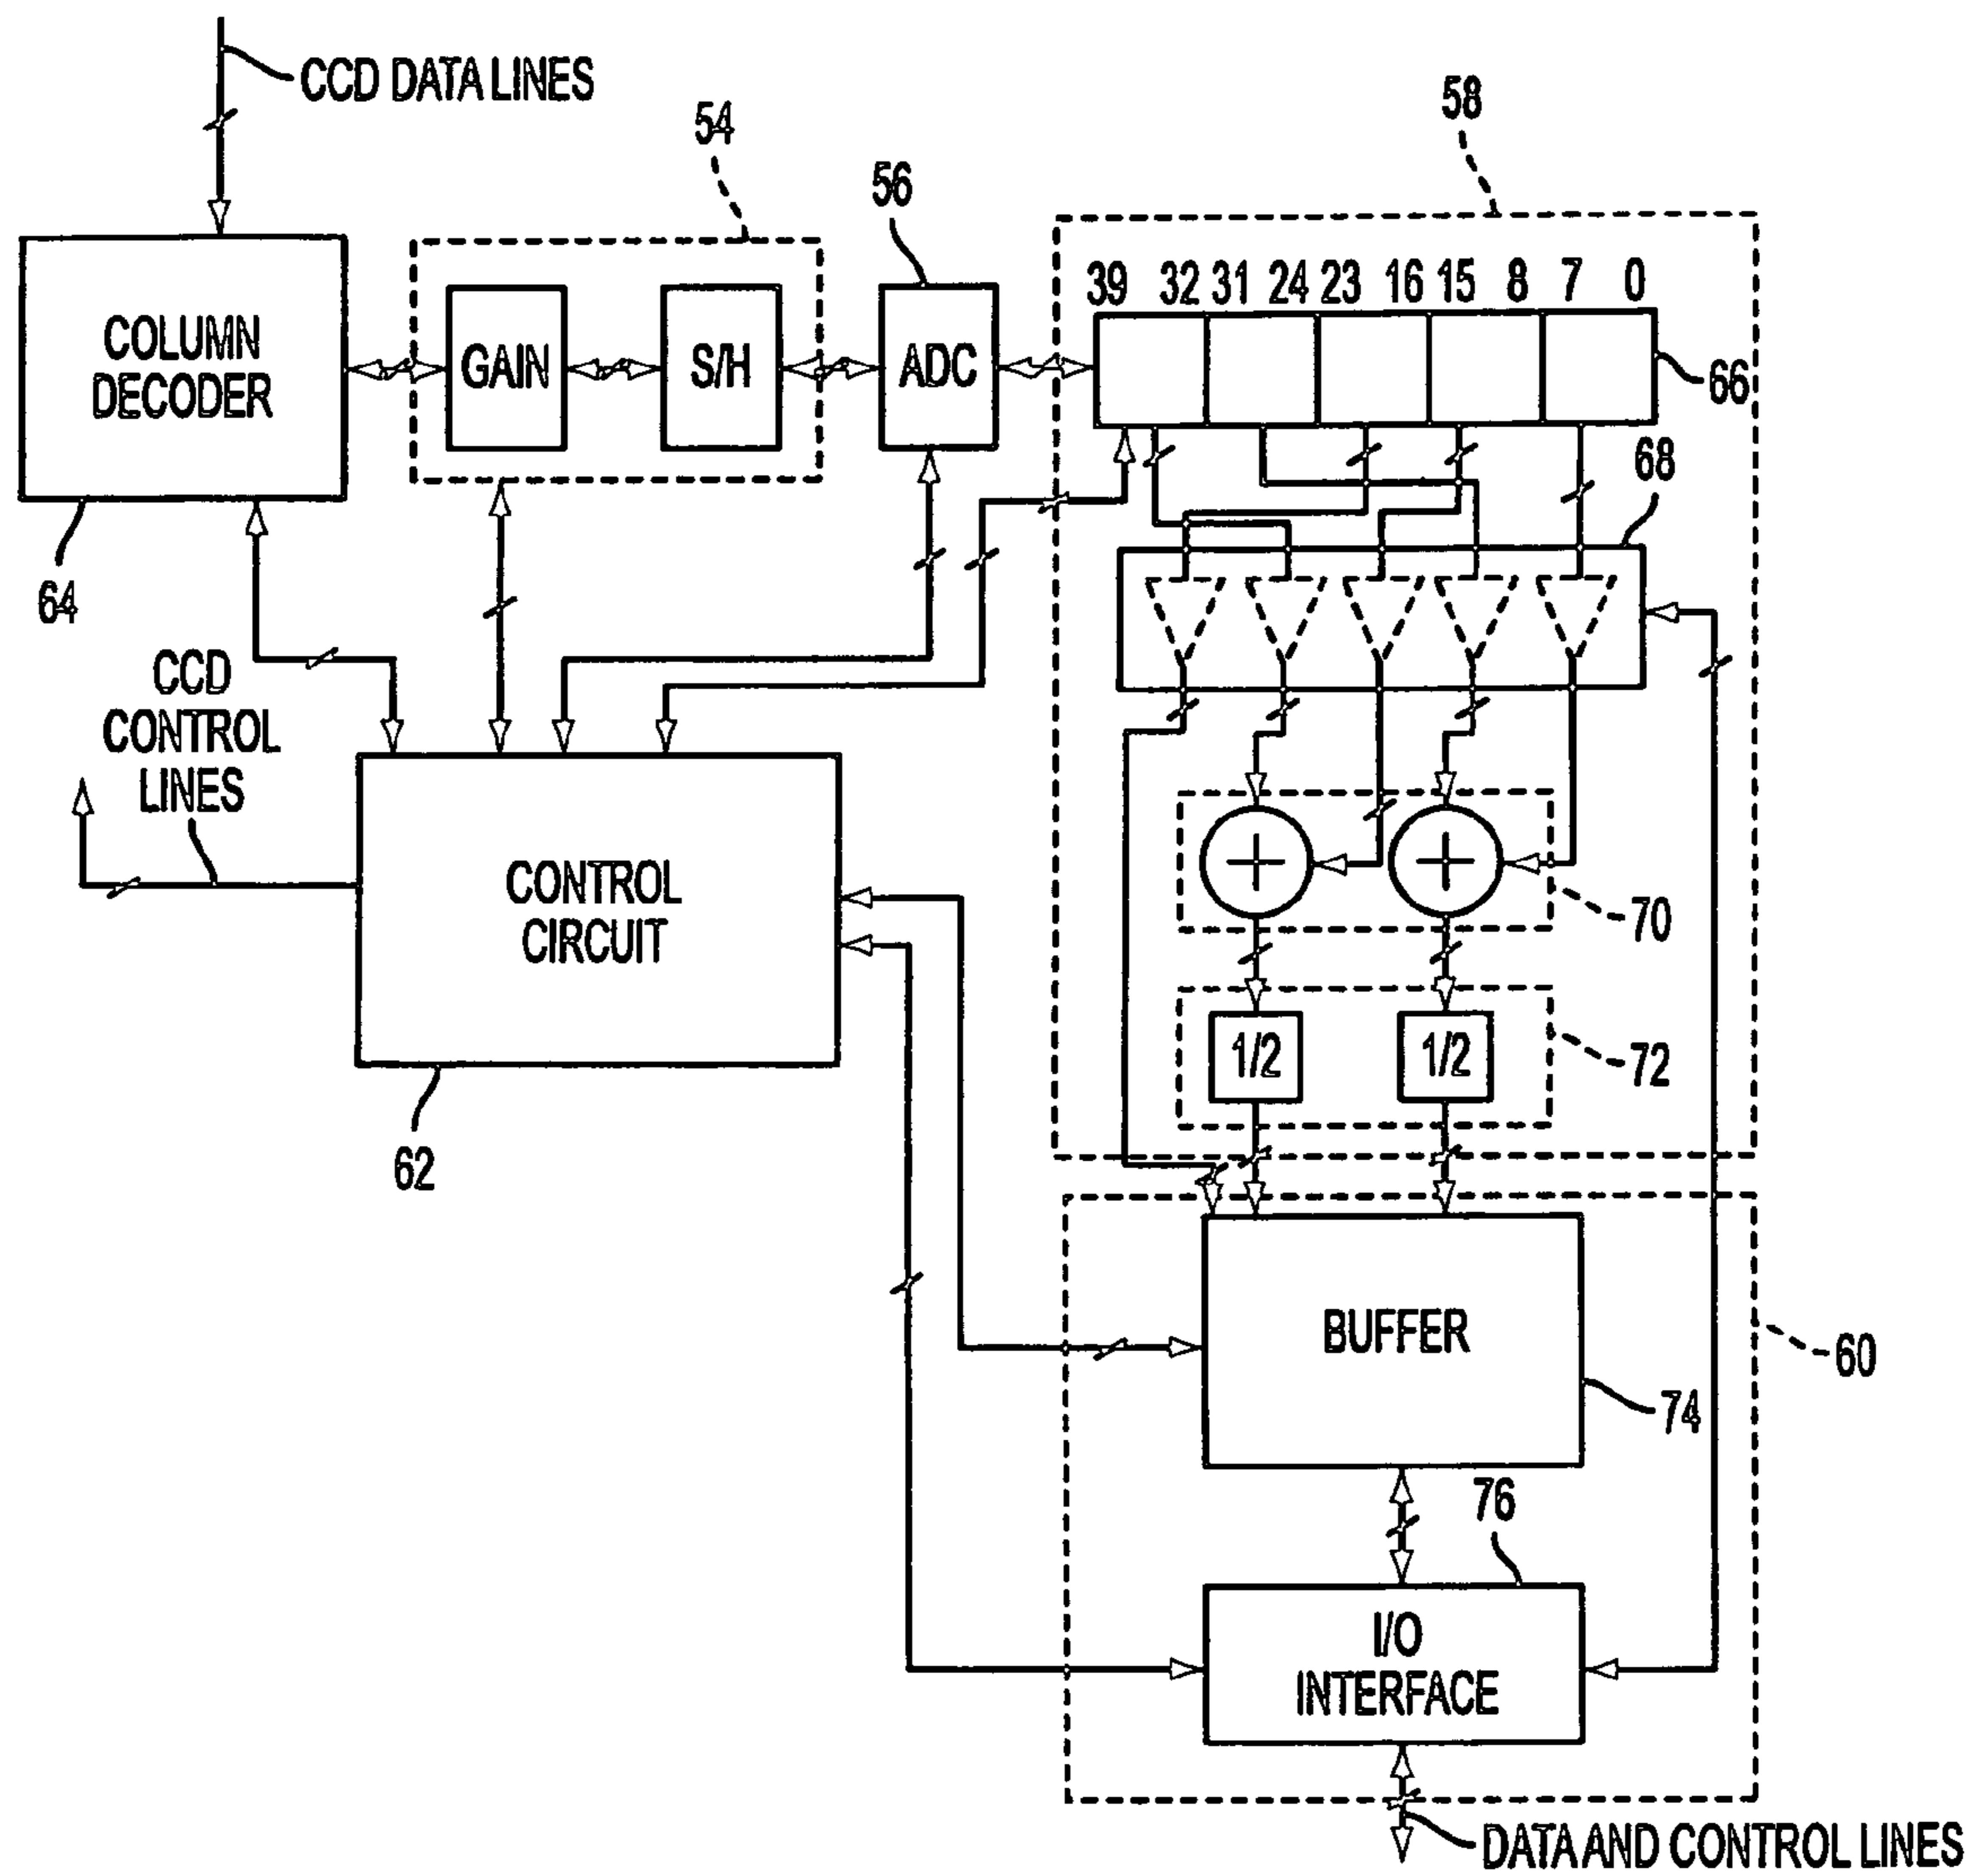 CCD DATA LINES
54
56
58
39 32 31 24 23 16 15 8 7 0
COLUMN
DECODER
GAIN
S/H
ADC
66
68
64
CCD
CONTROL
LINES
CONTROL
CIRCUIT
+
+
70
1/2
1/2
72
62
BUFFER
60
74
76
I/O
INTERFACE
DATA AND CONTROL LINES